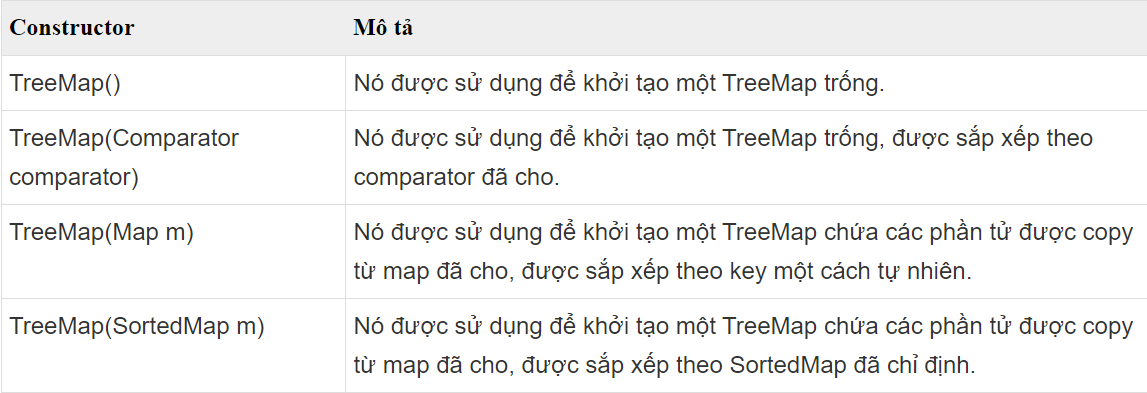 Constructor Mô tả
TreeMap() Nó được sử dụng để khởi tạo một TreeMap trống.
TreeMap(Comparator comparator) Nó được sử dụng để khởi tạo một TreeMap trống, được sắp xếp theo
comparator đã cho.
TreeMap(Map m) Nó được sử dụng để khởi tạo một TreeMap chứa các phần tử được copy
từ map đã cho, được sắp xếp theo key một cách tự nhiên.
TreeMap(SortedMap m) Nó được sử dụng để khởi tạo một TreeMap chứa các phần tử được copy
từ map đã cho, được sắp xếp theo SortedMap đã chỉ định.